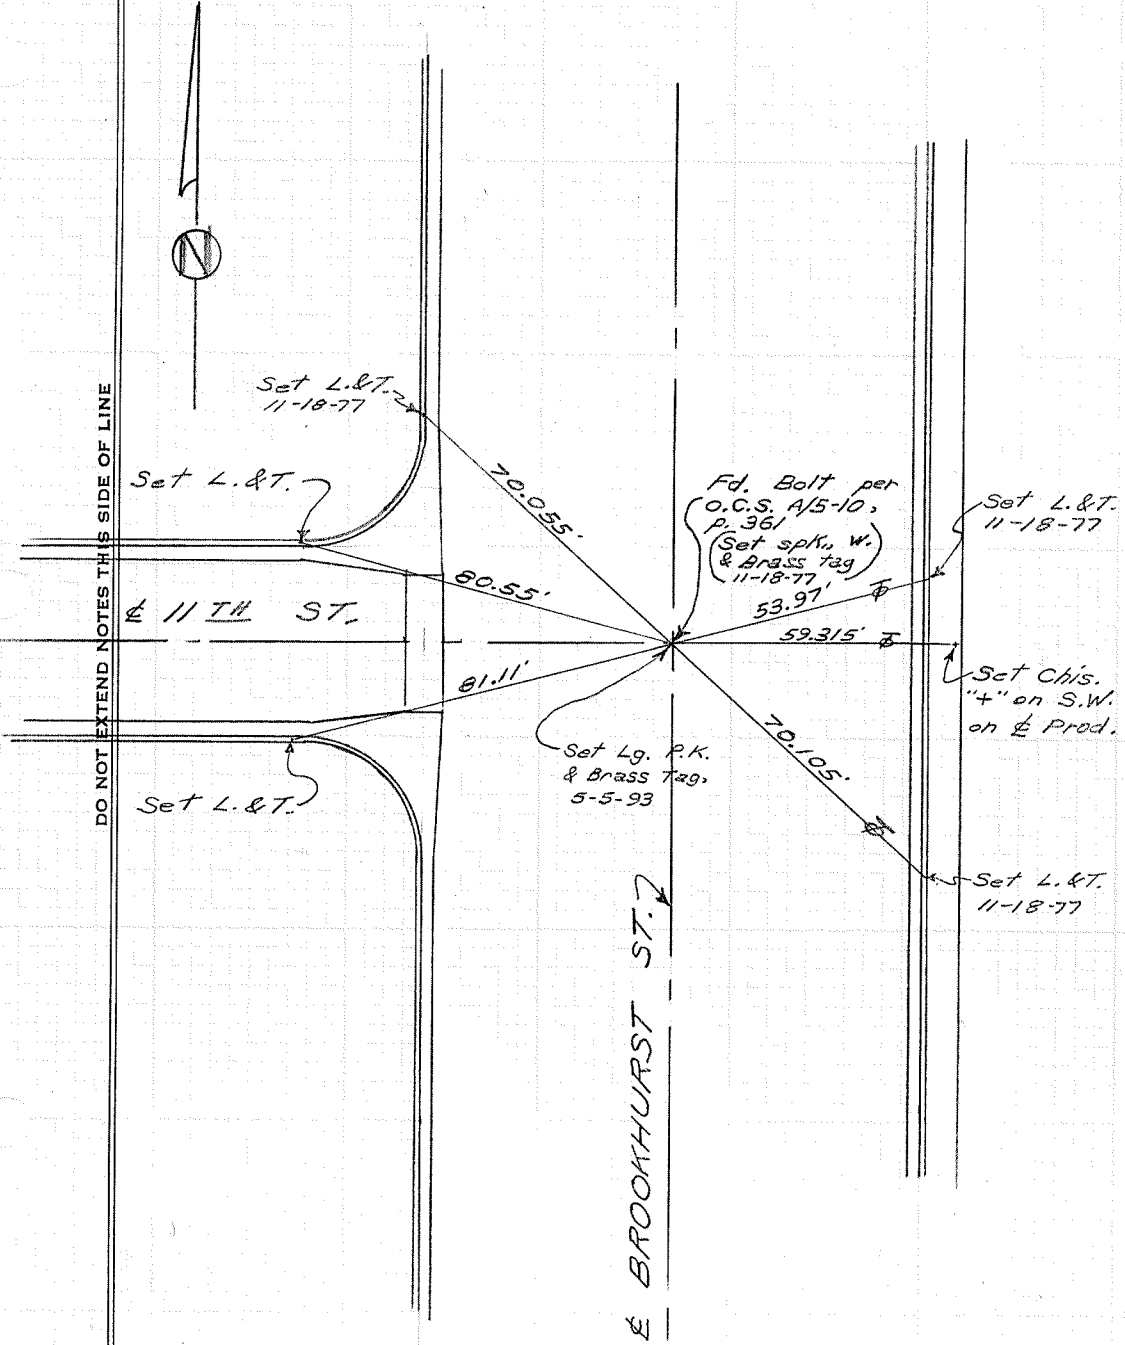 N
DO NOT EXTEND NOTES THIS SIDE OF LINE
Set L.&T.
11-18-77
Set L.&T.
70.055'
80.55'
Fd. Bolt per
O.C.S. A/5-10,
p. 361
(Set spk., W.
& Brass tag
11-18-77)
Set L.&T.
11-18-77
53.97'
℄ 11 TH ST.
59.315'
81.11'
Set Chis.
"+" on S.W.
on ℄ Prod.
Set Lg. P.K.
& Brass Tag,
5-5-93
70.105'
Set L.&T.
Set L.&T.
11-18-77
℄ BROOKHURST ST.